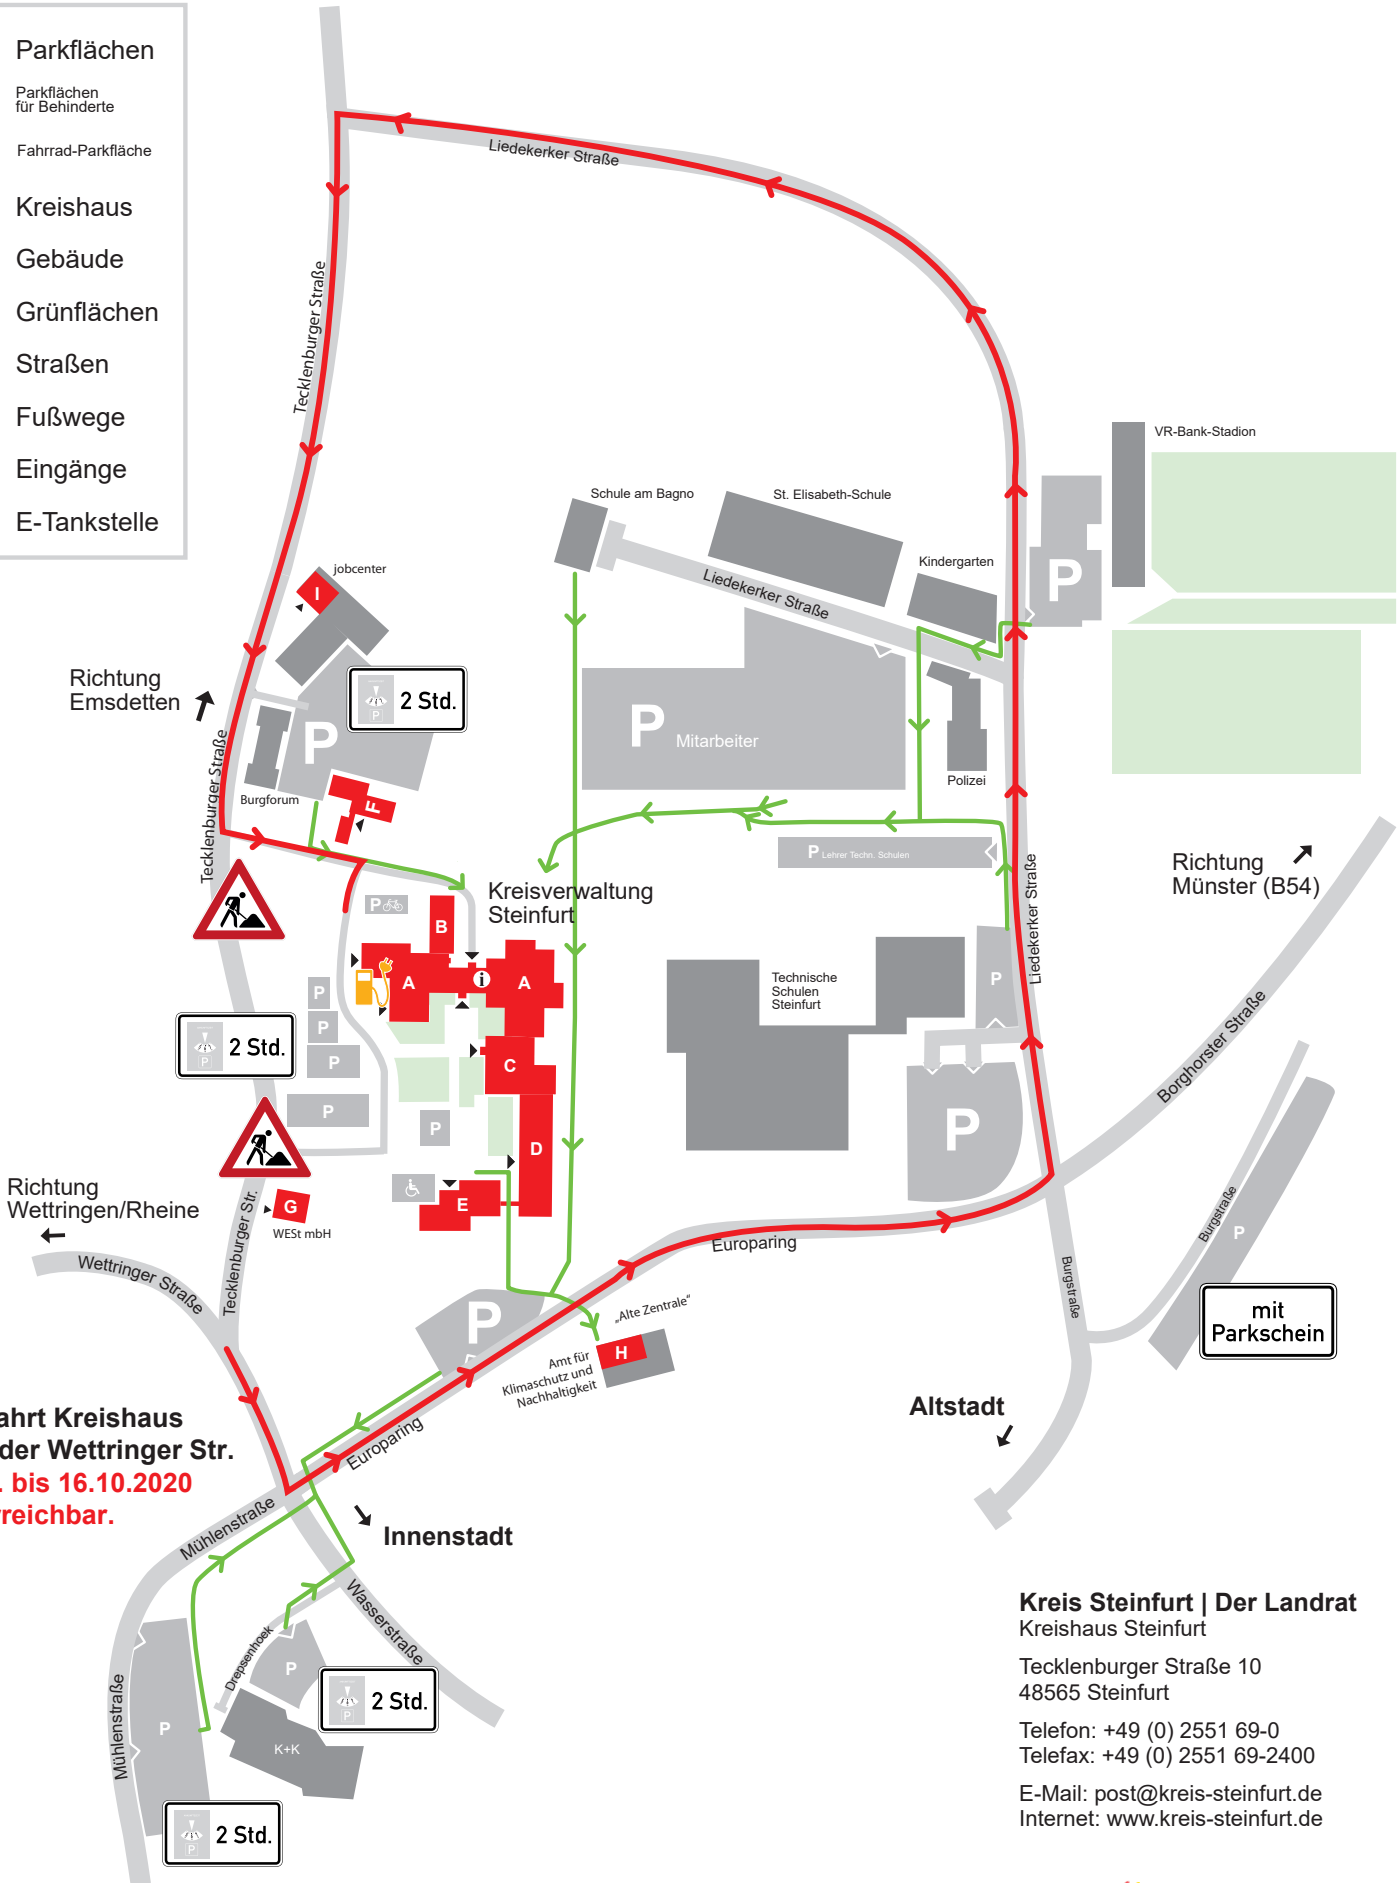 Parkflächen
Parkflächen
für Behinderte
Fahrrad-Parkfläche
Kreishaus
Gebäude
Grünflächen
Straßen
Fußwege
Eingänge
E-Tankstelle
Liedekerker Straße
Tecklenburger Straße
VR-Bank-Stadion
Schule am Bagno
St. Elisabeth-Schule
Kindergarten
Liedekerker Straße
P
jobcenter
I
Richtung
Emsdetten
2 Std.
P
P Mitarbeiter
Polizei
Burgforum
F
Tecklenburger Straße
P Lehrer Techn. Schulen
Richtung
Münster (B54)
Kreisverwaltung
Steinfurt
P
B
A
i
A
Technische
Schulen
Steinfurt
P
Liedekerker Straße
P
P
P
P
2 Std.
C
P
D
P
Borghorster Straße
Richtung
Wettringen/Rheine
G
WESt mbH
E
Tecklenburger Str.
Wettringer Straße
Europaring
Burgstraße
Burgstraße
P
mit
Parkschein
P
„Alte Zentrale“
H
Amt für
Klimaschutz und
Nachhaltigkeit
Altstadt
ahrt Kreishaus
der Wettringer Str.
. bis 16.10.2020
reichbar.
Europaring
Mühlenstraße
Innenstadt
Wasserstraße
Drepsenhoek
P
2 Std.
Mühlenstraße
P
K+K
P
2 Std.
Kreis Steinfurt | Der Landrat
Kreishaus Steinfurt
Tecklenburger Straße 10
48565 Steinfurt
Telefon: +49 (0) 2551 69-0
Telefax: +49 (0) 2551 69-2400
E-Mail: post@kreis-steinfurt.de
Internet: www.kreis-steinfurt.de